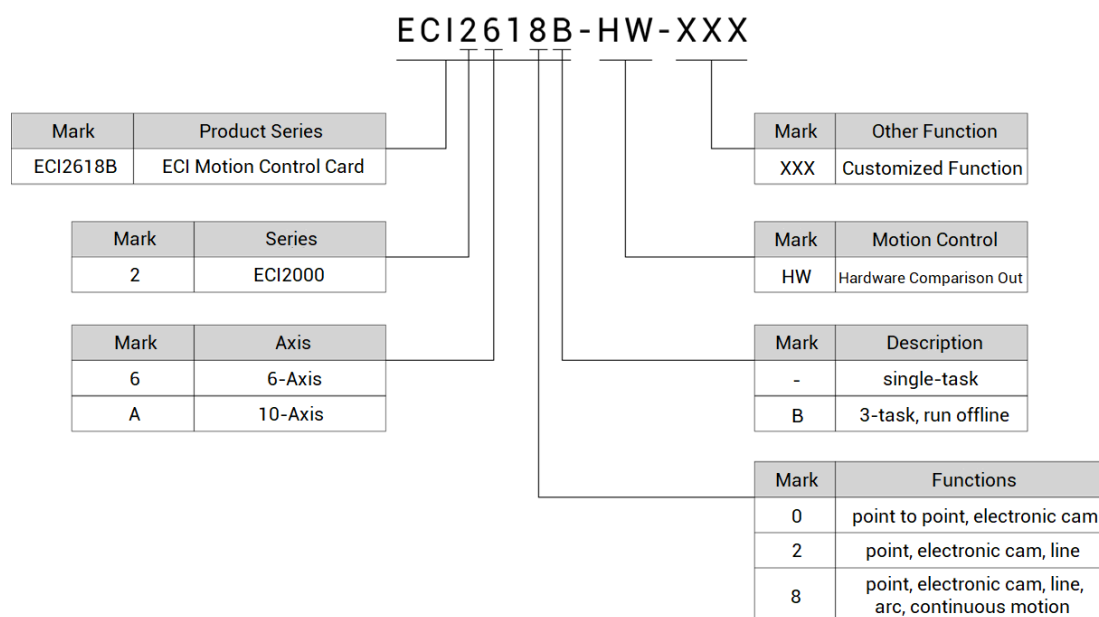 ECI2618B-HW-XXX
Mark Product Series
ECI2618B ECI Motion Control Card
Mark Series
2 ECI2000
Mark Axis
6 6-Axis
A 10-Axis
Mark Other Function
XXX Customized Function
Mark Motion Control
HW Hardware Comparison Out
Mark Description
- single-task
B 3-task, run offline
Mark Functions
0 point to point, electronic cam
2 point, electronic cam, line
8 point, electronic cam, line,
arc, continuous motion